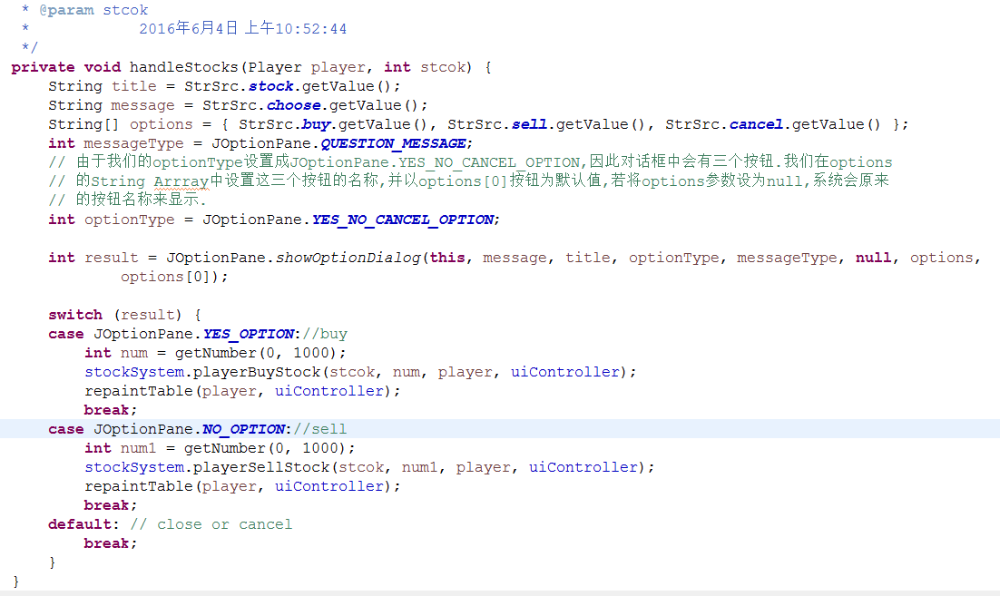 * @param stcok
*            2016年6月4日 上午10:52:44
*/
private void handleStocks(Player player, int stcok) {
    String title = StrSrc.stock.getValue();
    String message = StrSrc.choose.getValue();
    String[] options = { StrSrc.buy.getValue(), StrSrc.sell.getValue(), StrSrc.cancel.getValue() };
    int messageType = JOptionPane.QUESTION_MESSAGE;
    // 由于我们的optionType设置成JOptionPane.YES_NO_CANCEL_OPTION,因此对话框中会有三个按钮.我们在options
    // 的String Arrray中设置这三个按钮的名称,并以options[0]按钮为默认值,若将options参数设为null,系统会原来
    // 的按钮名称来显示.
    int optionType = JOptionPane.YES_NO_CANCEL_OPTION;
    int result = JOptionPane.showOptionDialog(this, message, title, optionType, messageType, null, options,
            options[0]);
    switch (result) {
    case JOptionPane.YES_OPTION://buy
        int num = getNumber(0, 1000);
        stockSystem.playerBuyStock(stcok, num, player, uiController);
        repaintTable(player, uiController);
        break;
    case JOptionPane.NO_OPTION://sell
        int num1 = getNumber(0, 1000);
        stockSystem.playerSellStock(stcok, num1, player, uiController);
        repaintTable(player, uiController);
        break;
    default: // close or cancel
        break;
    }
}